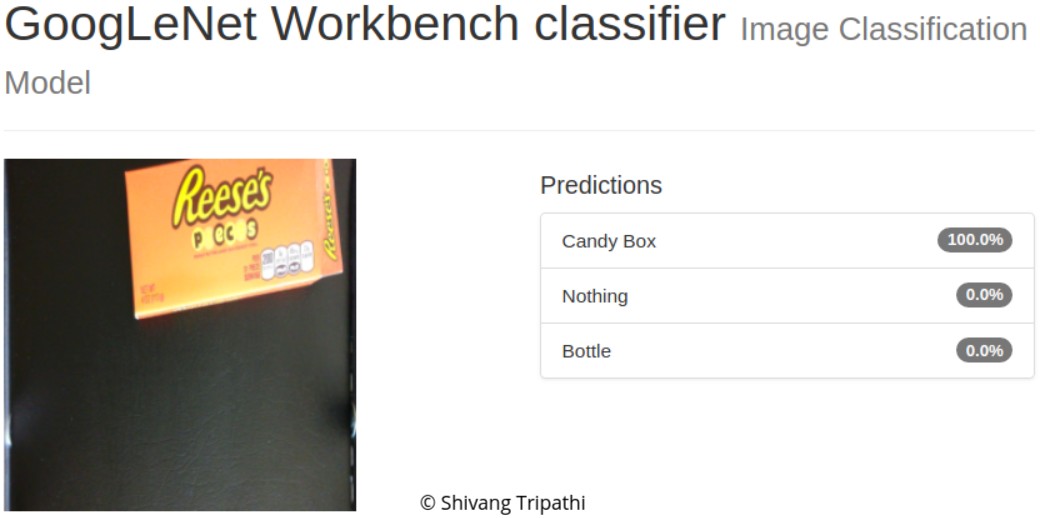 GoogLeNet Workbench classifier Image Classification
Model
Reese's
Reese's
Predictions
Candy Box 100.0%
Nothing 0.0%
Bottle 0.0%
© Shivang Tripathi